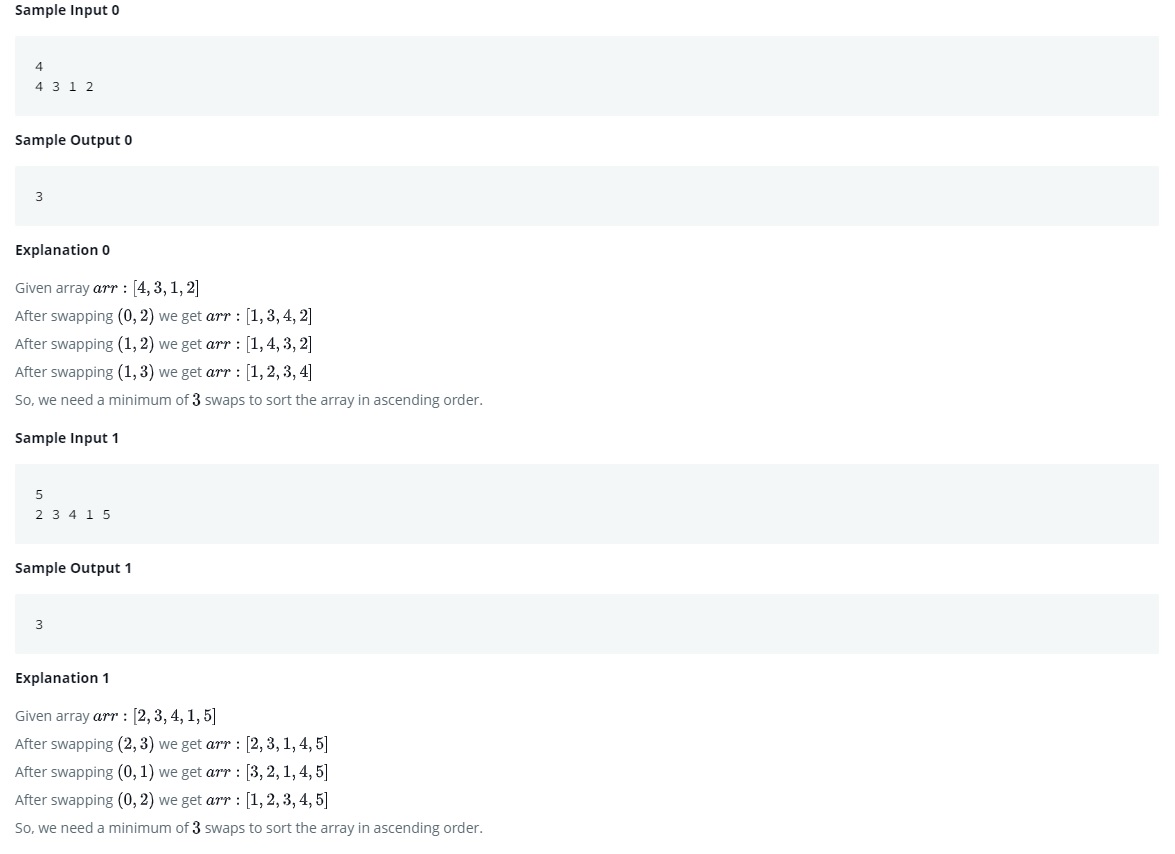 Sample Input 0
4
4 3 1 2
Sample Output 0
3
Explanation 0
Given array arr : [4, 3, 1, 2]
After swapping (0, 2) we get arr : [1, 3, 4, 2]
After swapping (1, 2) we get arr : [1, 4, 3, 2]
After swapping (1, 3) we get arr : [1, 2, 3, 4]
So, we need a minimum of 3 swaps to sort the array in ascending order.
Sample Input 1
5
2 3 4 1 5
Sample Output 1
3
Explanation 1
Given array arr : [2, 3, 4, 1, 5]
After swapping (2, 3) we get arr : [2, 3, 1, 4, 5]
After swapping (0, 1) we get arr : [3, 2, 1, 4, 5]
After swapping (0, 2) we get arr : [1, 2, 3, 4, 5]
So, we need a minimum of 3 swaps to sort the array in ascending order.